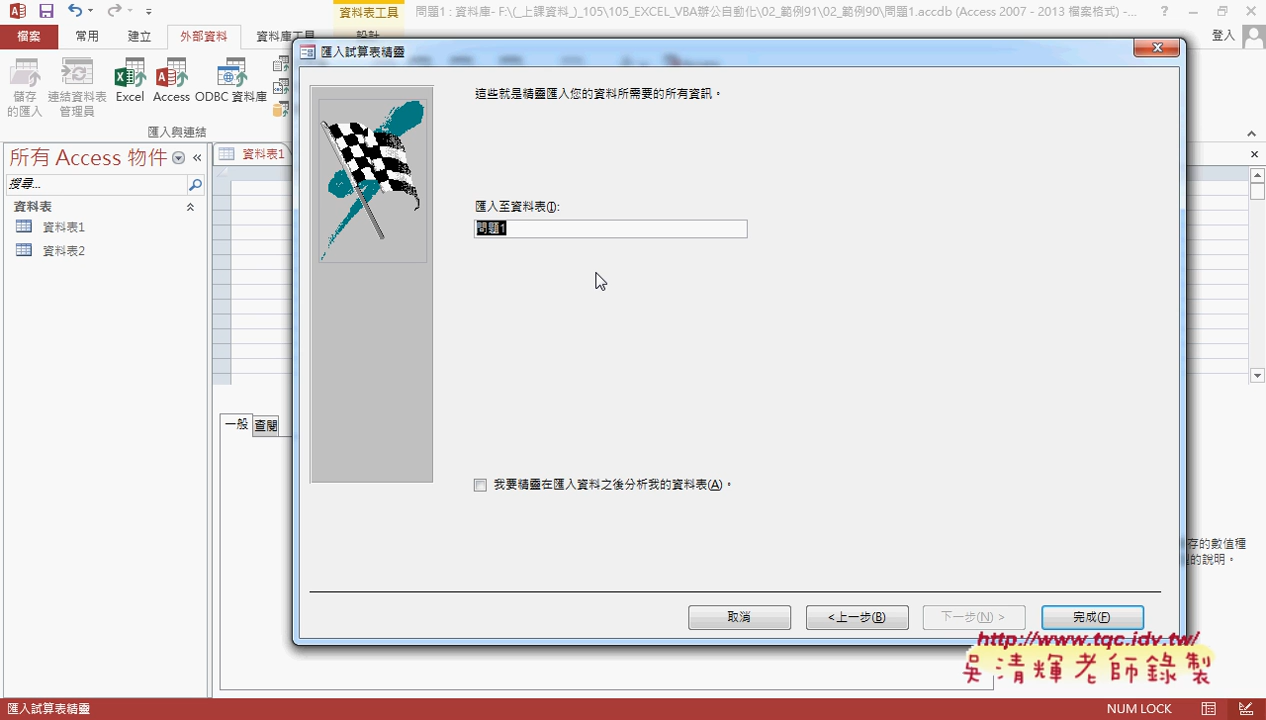 資料表工具
問題1 : 資料庫- F:\(_上課資料_)_105\105_EXCEL_VBA辦公自動化\02_範例91\02_範例90\問題1.accdb (Access 2007 - 2013 檔案格式) -...
檔案
常用
建立
外部資料
資料庫工具
設計
登入
儲存
的匯入
連結資料表
管理員
Excel
Access
ODBC 資料庫
匯入與連結
所有 Access 物件
搜尋...
資料表
資料表1
資料表2
資料表1
一般
查閱
匯入試算表精靈
這些就是精靈匯入您的資料所需要的所有資訊。
匯入至資料表(I):
問題1
我要精靈在匯入資料之後分析我的資料表(A)。
取消
<上一步(B)
下一步(N) >
完成(F)
存的數值種
的說明。
http://www.tqc.idv.tw/
吳清輝老師錄製
匯入試算表精靈
NUM LOCK